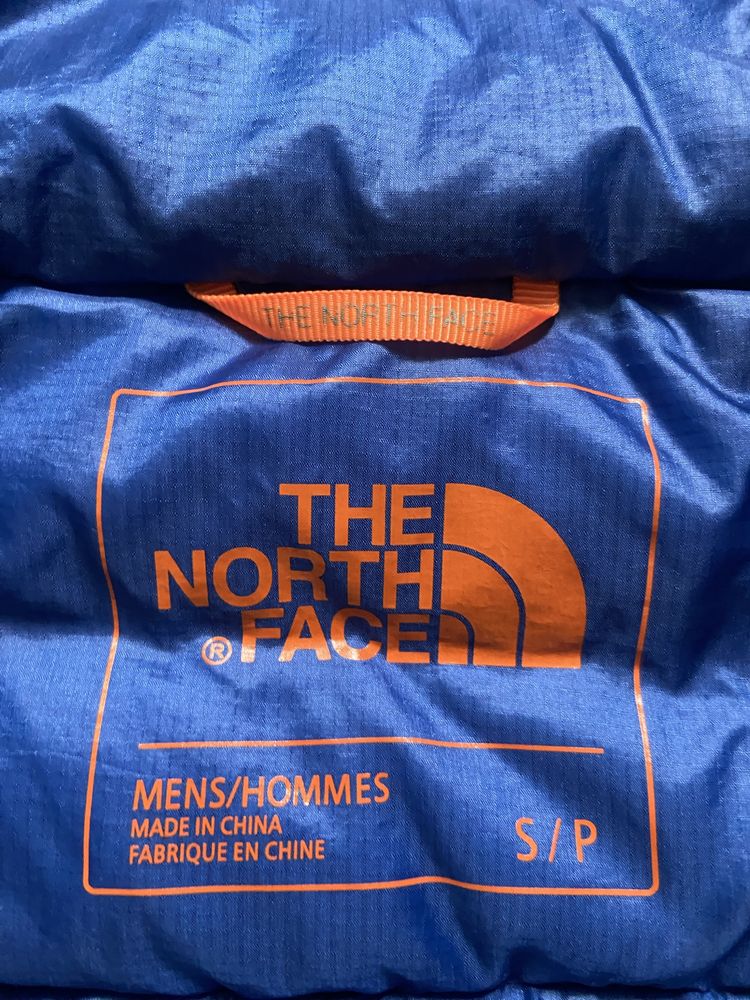 THE NORTH FACE
THE
NORTH
® FACE
MENS/HOMMES
MADE IN CHINA
FABRIQUE EN CHINE
S / P